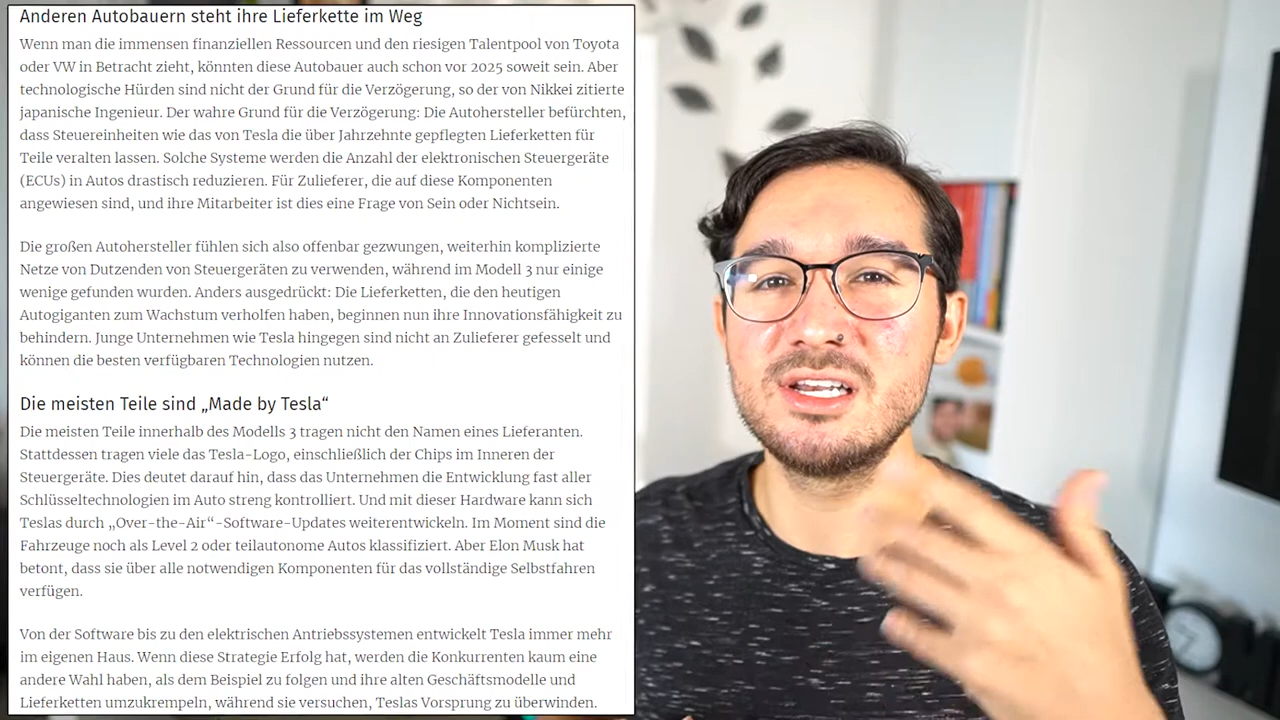 Anderen Autobauern steht ihre Lieferkette im Weg
Wenn man die immensen finanziellen Ressourcen und den riesigen Talentpool von Toyota
oder VW in Betracht zieht, könnten diese Autobauer auch schon vor 2025 soweit sein. Aber
technologische Hürden sind nicht der Grund für die Verzögerung, so der von Nikkei zitierte
japanische Ingenieur. Der wahre Grund für die Verzögerung: Die Autohersteller befürchten,
dass Steuereinheiten wie das von Tesla die über Jahrzehnte gepflegten Lieferketten für
Teile veralten lassen. Solche Systeme werden die Anzahl der elektronischen Steuergeräte
(ECUs) in Autos drastisch reduzieren. Für Zulieferer, die auf diese Komponenten
angewiesen sind, und ihre Mitarbeiter ist dies eine Frage von Sein oder Nichtsein.
Die großen Autohersteller fühlen sich also offenbar gezwungen, weiterhin komplizierte
Netze von Dutzenden von Steuergeräten zu verwenden, während im Modell 3 nur einige
wenige gefunden wurden. Anders ausgedrückt: Die Lieferketten, die den heutigen
Autogiganten zum Wachstum verholfen haben, beginnen nun ihre Innovationsfähigkeit zu
behindern. Junge Unternehmen wie Tesla hingegen sind nicht an Zulieferer gefesselt und
können die besten verfügbaren Technologien nutzen.
Die meisten Teile sind „Made by Tesla“
Die meisten Teile innerhalb des Modells 3 tragen nicht den Namen eines Lieferanten.
Stattdessen tragen viele das Tesla-Logo, einschließlich der Chips im Inneren der
Steuergeräte. Dies deutet darauf hin, dass das Unternehmen die Entwicklung fast aller
Schlüsseltechnologien im Auto streng kontrolliert. Und mit dieser Hardware kann sich
Teslas durch „Over-the-Air“-Software-Updates weiterentwickeln. Im Moment sind die
Fahrzeuge noch als Level 2 oder teilautonome Autos klassifiziert. Aber Elon Musk hat
betont, dass sie über alle notwendigen Komponenten für das vollständige Selbstfahren
verfügen.
Von der Software bis zu den elektrischen Antriebssystemen entwickelt Tesla immer mehr
im eigenen Haus. Wenn diese Strategie Erfolg hat, werden die Konkurrenten kaum eine
andere Wahl haben, als dem Beispiel zu folgen und ihre alten Geschäftsmodelle und
Lieferketten umzukrempeln, während sie versuchen, Teslas Vorsprung zu überwinden.